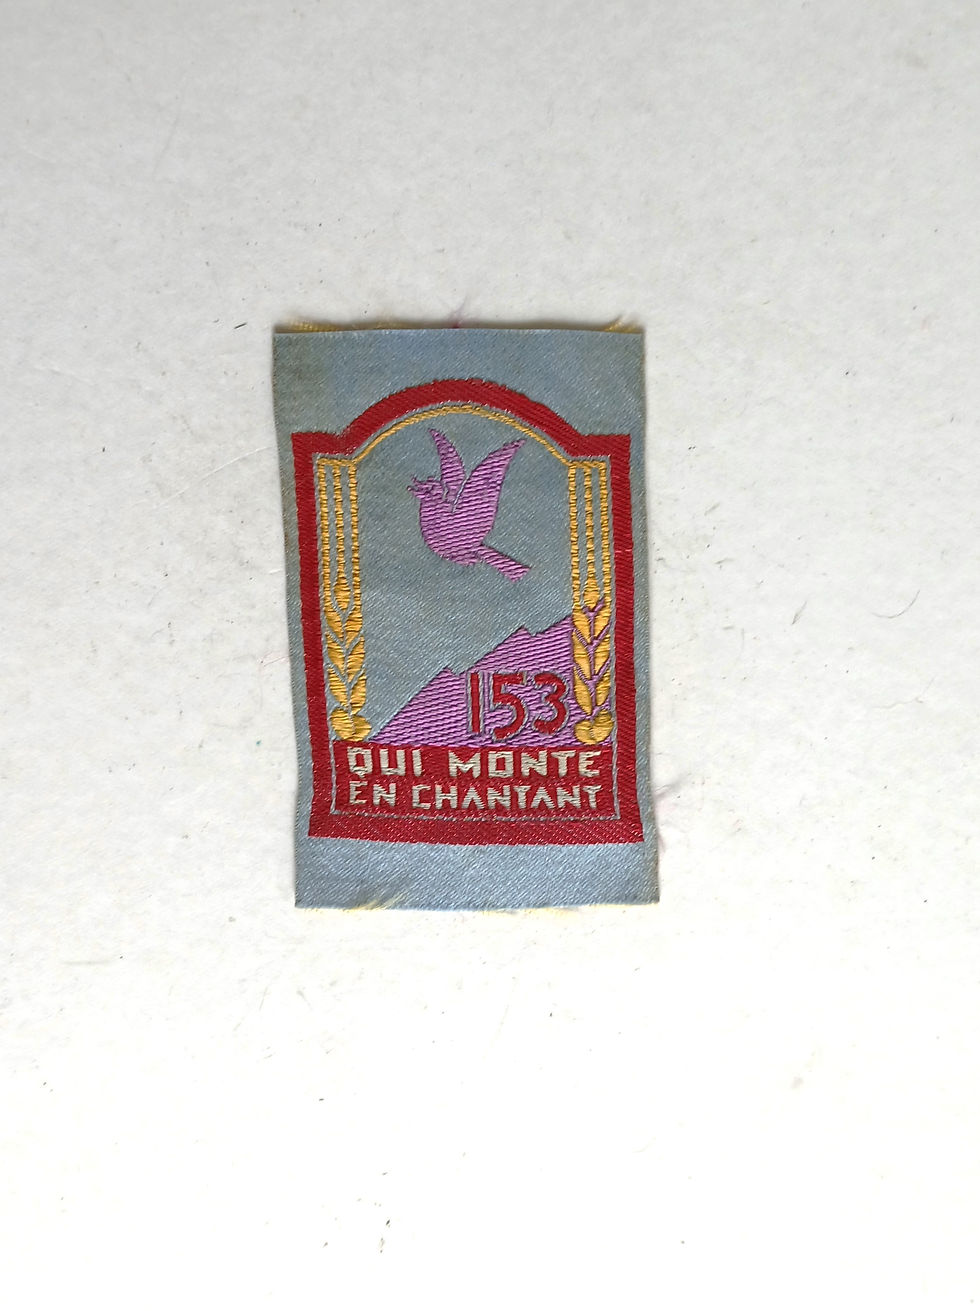 153
QUI MONTE
EN CHANTANT